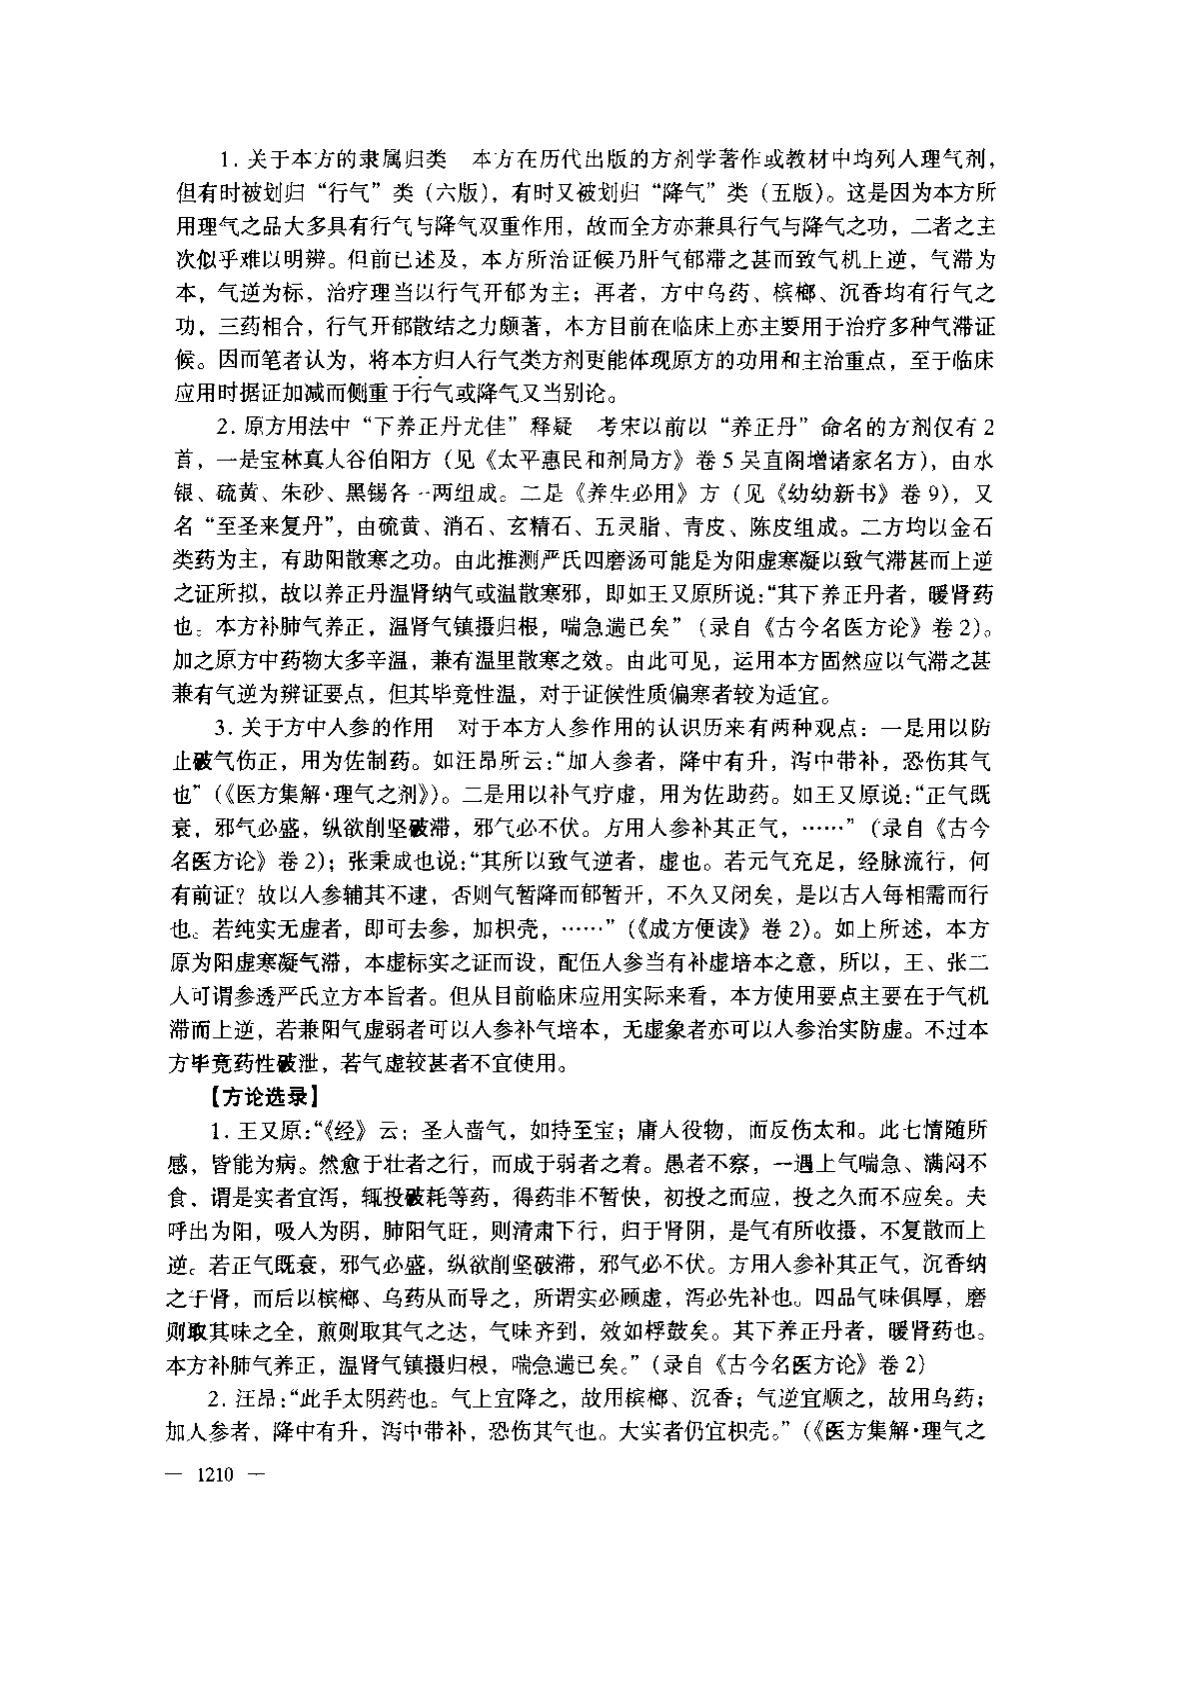 1. 关于本方的隶属归类　本方在历代出版的方剂学著作或教材中均列入理气剂，
但有时被划归“行气”类（六版），有时又被划归“降气”类（五版）。这是因为本方所
用理气之品大多具有行气与降气双重作用，故而全方亦兼具行气与降气之功，二者之主
次似乎难以明辨。但前已述及，本方所治证候乃肝气郁滞之甚而致气机上逆，气滞为
本，气逆为标，治疗理当以行气开郁为主；再者，方中乌药、槟榔、沉香均有行气之
功，三药相合，行气开郁散结之力颇著，本方目前在临床上亦主要用于治疗多种气滞证
候。因而笔者认为，将本方归入行气类方剂更能体现原方的功用和主治重点，至于临床
应用时据证加减而侧重于行气或降气又当别论。
2. 原方用法中“下养正丹尤佳”释疑　考宋以前以“养正丹”命名的方剂仅有 2
首，一是宝林真人谷伯阳方（见《太平惠民和剂局方》卷 5 吴直阁增诸家名方），由水
银、硫黄、朱砂、黑锡各一两组成。二是《养生必用》方（见《幼幼新书》卷 9），又
名“至圣来复丹”，由硫黄、消石、玄精石、五灵脂、青皮、陈皮组成。二方均以金石
类药为主，有助阳散寒之功。由此推测严氏四磨汤可能是为阳虚寒凝以致气滞甚而上逆
之证所拟，故以养正丹温肾纳气或温散寒邪，即如王又原所说：“其下养正丹者，暖肾药
也。本方补肺气养正，温肾气镇摄归根，喘急遄已矣”（录自《古今名医方论》卷 2）。
加之原方中药物大多辛温，兼有温里散寒之效。由此可见，运用本方固然应以气滞之甚
兼有气逆为辨证要点，但其毕竟性温，对于证候性质偏寒者较为适宜。
3. 关于方中人参的作用　对于本方人参作用的认识历来有两种观点：一是用以防
止破气伤正，用为佐制药。如汪昂所云：“加人参者，降中有升，泻中带补，恐伤其气
也”（《医方集解·理气之剂》）。二是用以补气疗虚，用为佐助药。如王又原说：“正气既
衰，邪气必盛，纵欲削坚破滞，邪气必不伏。方用人参补其正气，……”（录自《古今
名医方论》卷 2）；张秉成也说：“其所以致气逆者，虚也。若元气充足，经脉流行，何
有前证？故以人参辅其不逮，否则气暂降而郁暂开，不久又闭矣，是以古人每相需而行
也。若纯实无虚者，即可去参，加枳壳，……”（《成方便读》卷 2）。如上所述，本方
原为阳虚寒凝气滞，本虚标实之证而设，配伍人参当有补虚培本之意，所以，王、张二
人可谓参透严氏立方本旨者。但从目前临床应用实际来看，本方使用要点主要在于气机
滞而上逆，若兼阳气虚弱者可以人参补气培本，无虚象者亦可以人参治实防虚。不过本
方毕竟药性破泄，若气虚较甚者不宜使用。
【方论选录】
1. 王又原：“《经》云：圣人啬气，如持至宝；庸人役物，而反伤太和。此七情随所
感，皆能为病。然愈于壮者之行，而成于弱者之着。愚者不察，一遇上气喘急、满闷不
食，谓是实者宜泻，辄投破耗等药，得药非不暂快，初投之而应，投之久而不应矣。夫
呼出为阳，吸入为阴，肺阳气旺，则清肃下行，归于肾阴，是气有所收摄，不复散而上
逆。若正气既衰，邪气必盛，纵欲削坚破滞，邪气必不伏。方用人参补其正气，沉香纳
之于肾，而后以槟榔、乌药从而导之，所谓实必顾虚，泻必先补也。四品气味俱厚，磨
则取其味之全，煎则取其气之达，气味齐到，效如桴鼓矣。其下养正丹者，暖肾药也。
本方补肺气养正，温肾气镇摄归根，喘急遄已矣。”（录自《古今名医方论》卷 2）
2. 汪昂：“此手太阴药也。气上宜降之，故用槟榔、沉香；气逆宜顺之，故用乌药；
加人参者，降中有升，泻中带补，恐伤其气也。大实者仍宜枳壳。”（《医方集解·理气之
— 1210 —